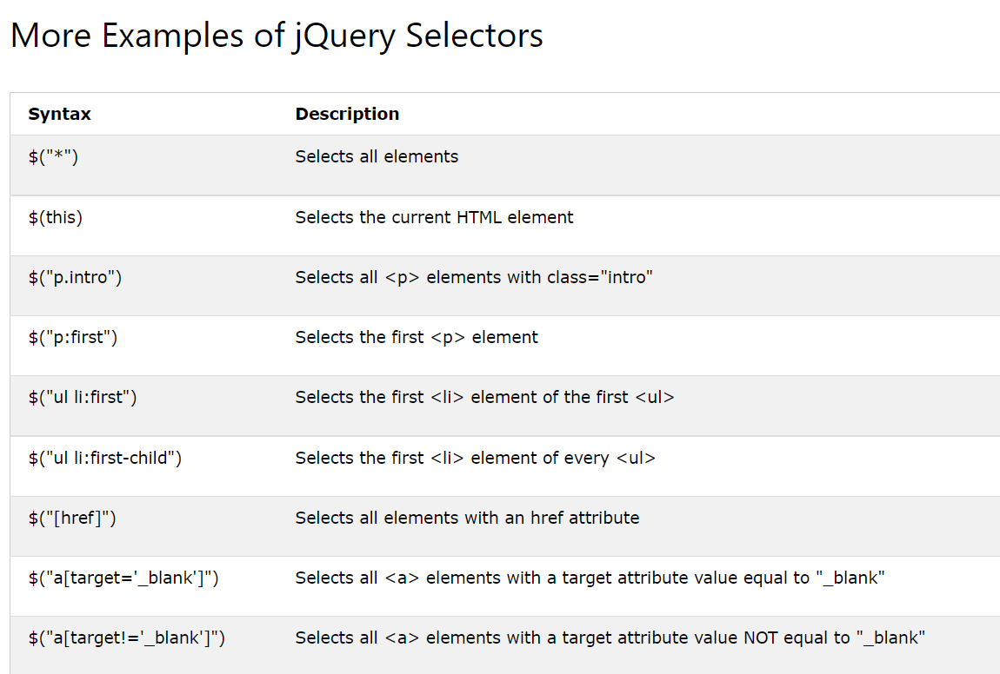 More Examples of jQuery Selectors
Syntax Description
$("*") Selects all elements
$(this) Selects the current HTML element
$("p.intro") Selects all <p> elements with class="intro"
$("p:first") Selects the first <p> element
$("ul li:first") Selects the first <li> element of the first <ul>
$("ul li:first-child") Selects the first <li> element of every <ul>
$("[href]") Selects all elements with an href attribute
$("a[target='_blank']") Selects all <a> elements with a target attribute value equal to "_blank"
$("a[target!='_blank']") Selects all <a> elements with a target attribute value NOT equal to "_blank"